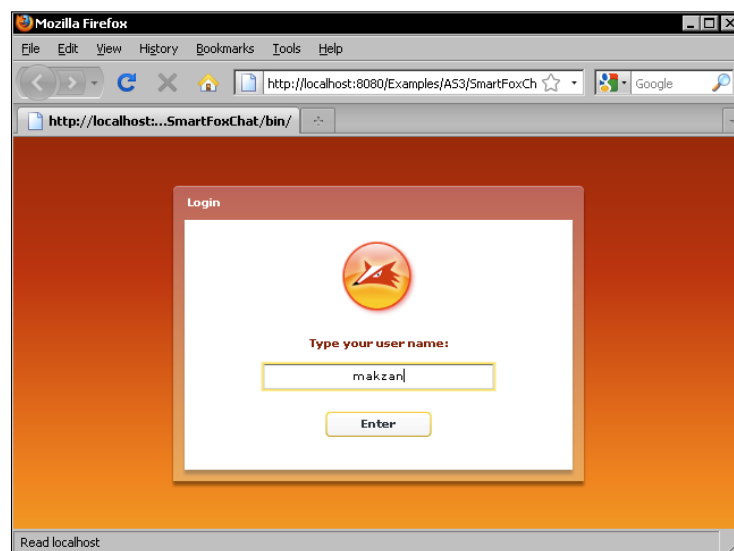 Mozilla Firefox
File Edit View History Bookmarks Tools Help
http://localhost:8080/Examples/AS3/SmartFoxCh Google
http://localhost:...SmartFoxChat/bin/
Login
Type your user name:
makzan
Enter
Read localhost